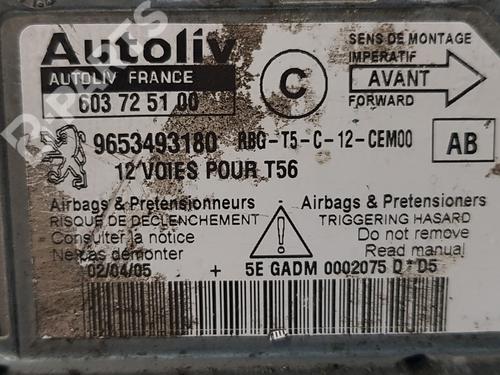 Autoliv
AUTOLIV FRANCE
603 72 51 00
C
SENS DE MONTAGE
IMPERATIF
AVANT
FORWARD
9653493180 RBG-T5-C-12-CEM00
AB
12 VOIES POUR T56
Airbags & Pretensionneurs
RISQUE DE DECLENCHEMENT
Consulter la notice
Ne pas démonter
Airbags & Pretensioners
TRIGGERING HASARD
Do not remove
Read manual
02/04/05 + 5E GADM 0002075 D*D5
B-PARTS